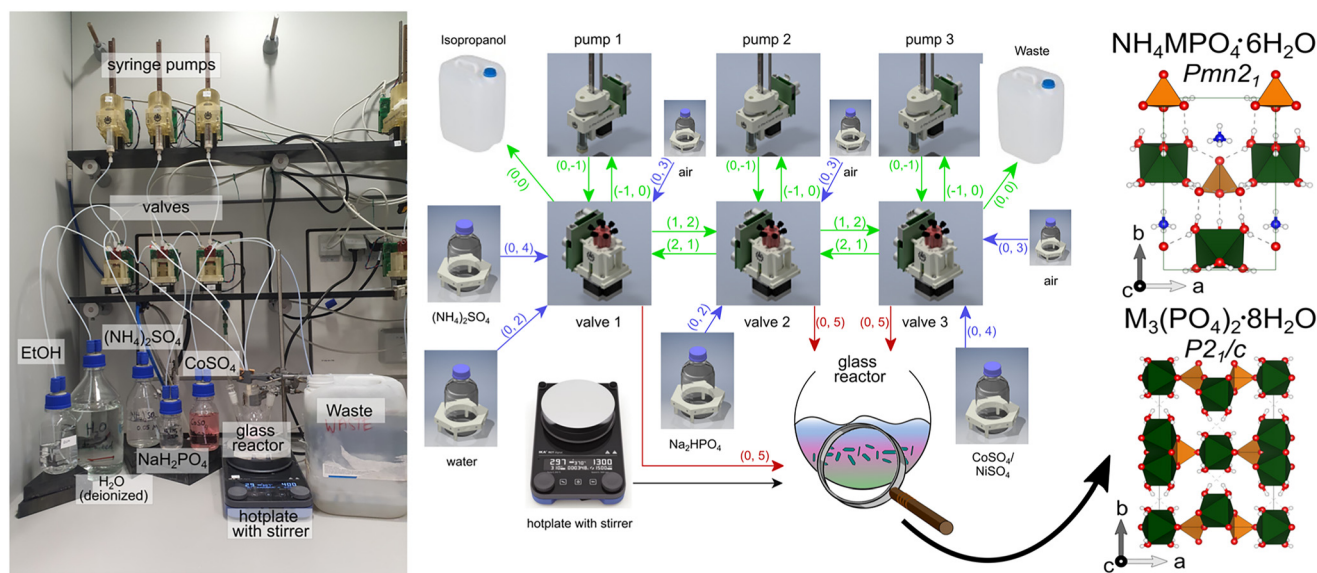 syringe pumps
valves
(NH₄)₂SO₄
EtOH
CoSO₄
H₂O
Waste
WASTE
glass
reactor
NaH₂PO₄
H₂O
(deionized)
hotplate
with stirrer
Isopropanol
pump 1
pump 2
pump 3
Waste
air
air
(0,0)
(0,-1)
(-1, 0)
(0, 3)
(0,-1)
(-1, 0)
(0, 3)
(0,-1)
(-1, 0)
(0, 0)
(0, 4)
(1, 2)
(2, 1)
(1, 2)
(2, 1)
(0, 3)
air
(NH₄)₂SO₄
(0, 2)
valve 1
(0, 2)
valve 2
(0, 5)
(0, 5)
valve 3
(0, 4)
water
Na₂HPO₄
glass
reactor
CoSO₄/
NiSO₄
297
1300
(0, 5)
hotplate with stirrer
NH₄MPO₄·6H₂O
Pmn2₁
b
c
a
M₃(PO₄)₂·8H₂O
P2₁/c
b
c
a